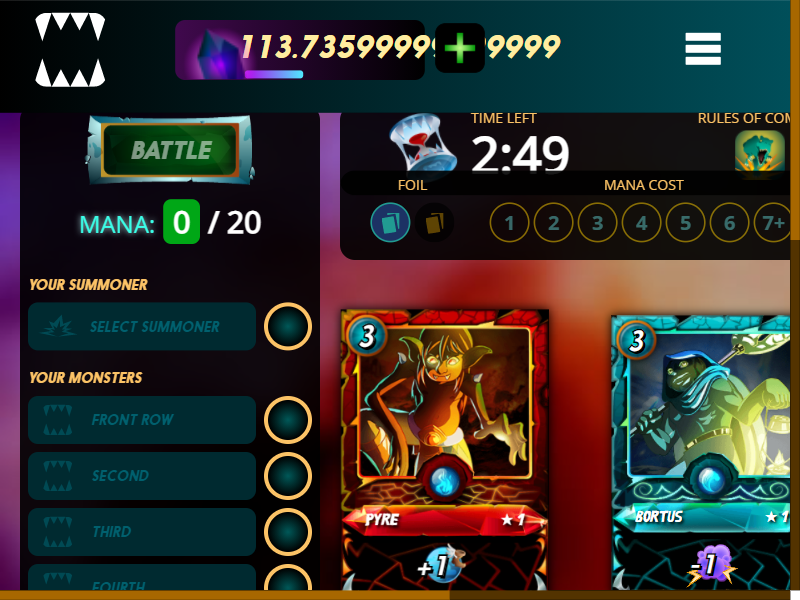 113.73599999
9999
BATTLE
MANA: 0 / 20
TIME LEFT
2:49
RULES OF COM
FOIL
MANA COST
1 2 3 4 5 6 7+
YOUR SUMMONER
SELECT SUMMONER
YOUR MONSTERS
FRONT ROW
SECOND
THIRD
FOURTH
3
PYRE
★ 1
+1
3
BORTUS
★ 1
-1